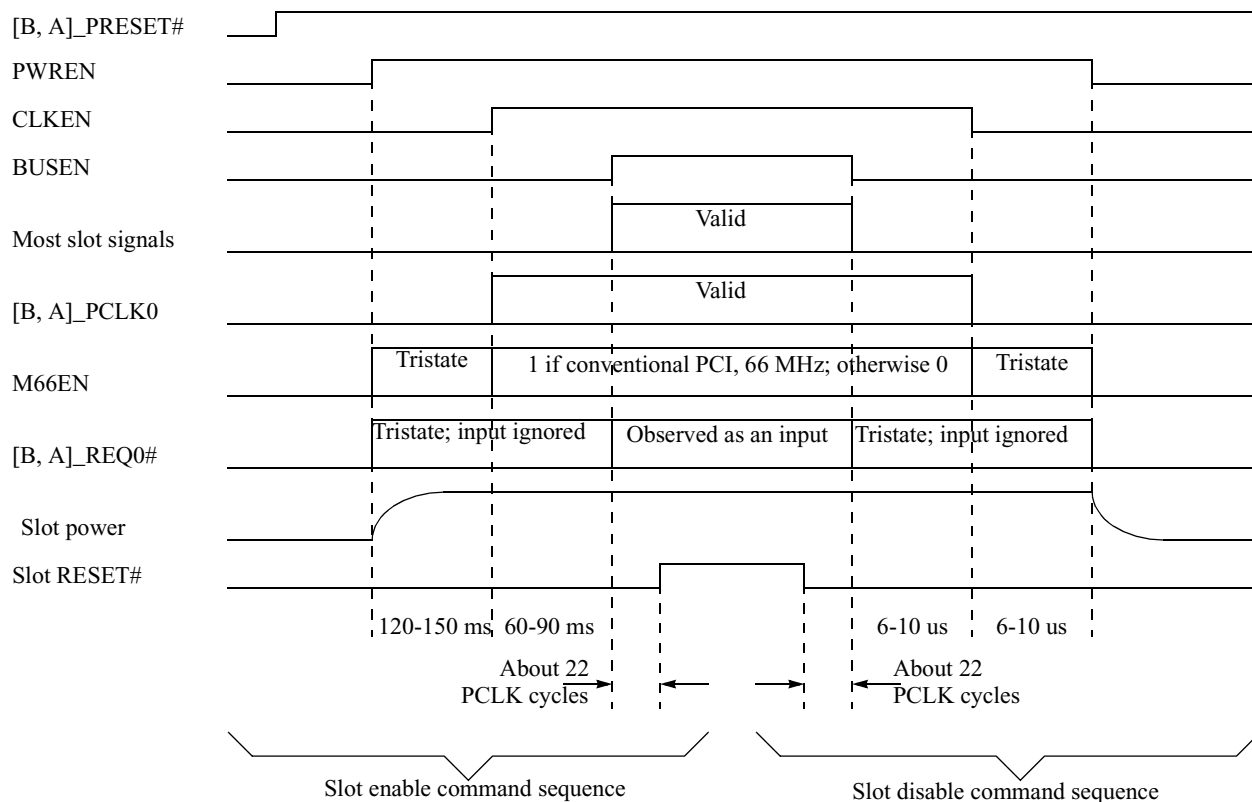 [B, A]_PRESET#
PWREN
CLKEN
BUSEN
Most slot signals
Valid
[B, A]_PCLK0
Valid
M66EN
Tristate
1 if conventional PCI, 66 MHz; otherwise 0
Tristate
[B, A]_REQ0#
Tristate; input ignored
Observed as an input
Tristate; input ignored
Slot power
Slot RESET#
120-150 ms
60-90 ms
6-10 us
6-10 us
About 22
PCLK cycles
About 22
PCLK cycles
Slot enable command sequence
Slot disable command sequence